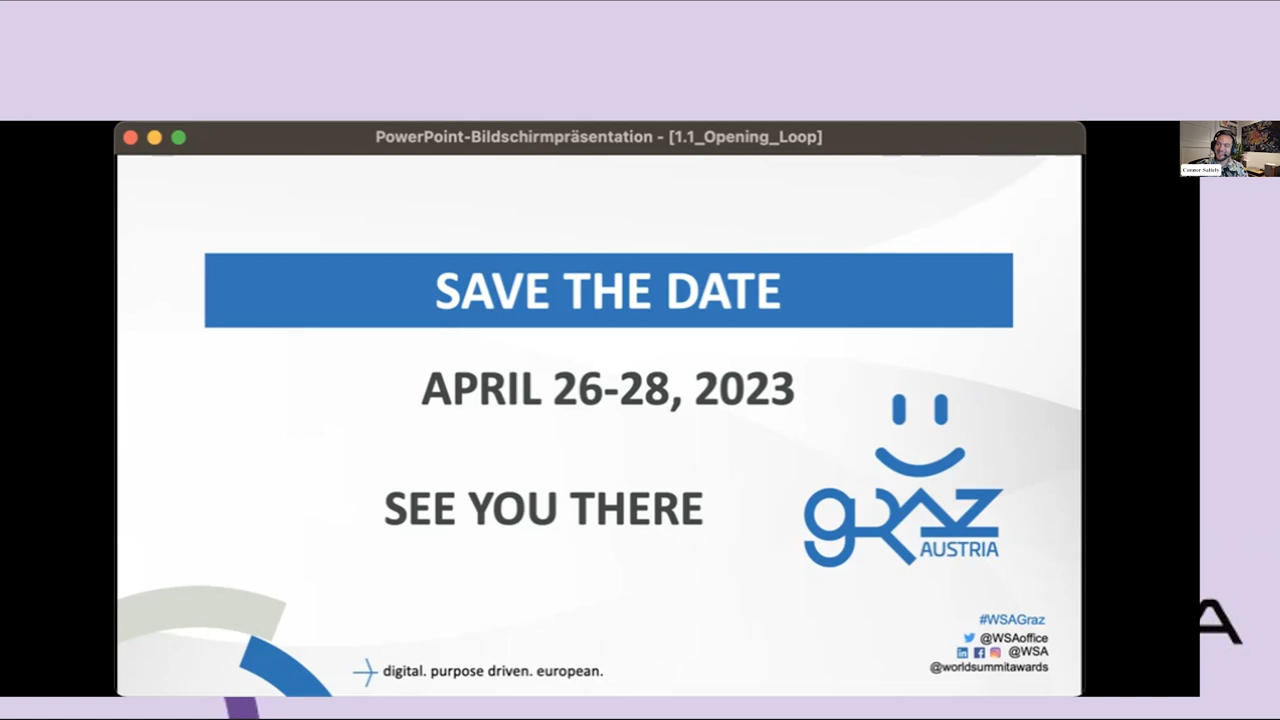 PowerPoint-Bildschirmpräsentation - [1.1_Opening_Loop]
SAVE THE DATE
APRIL 26-28, 2023
SEE YOU THERE
graz
AUSTRIA
#WSAGraz
@WSAoffice
@WSA
@worldsummitawards
digital. purpose driven. european.
A